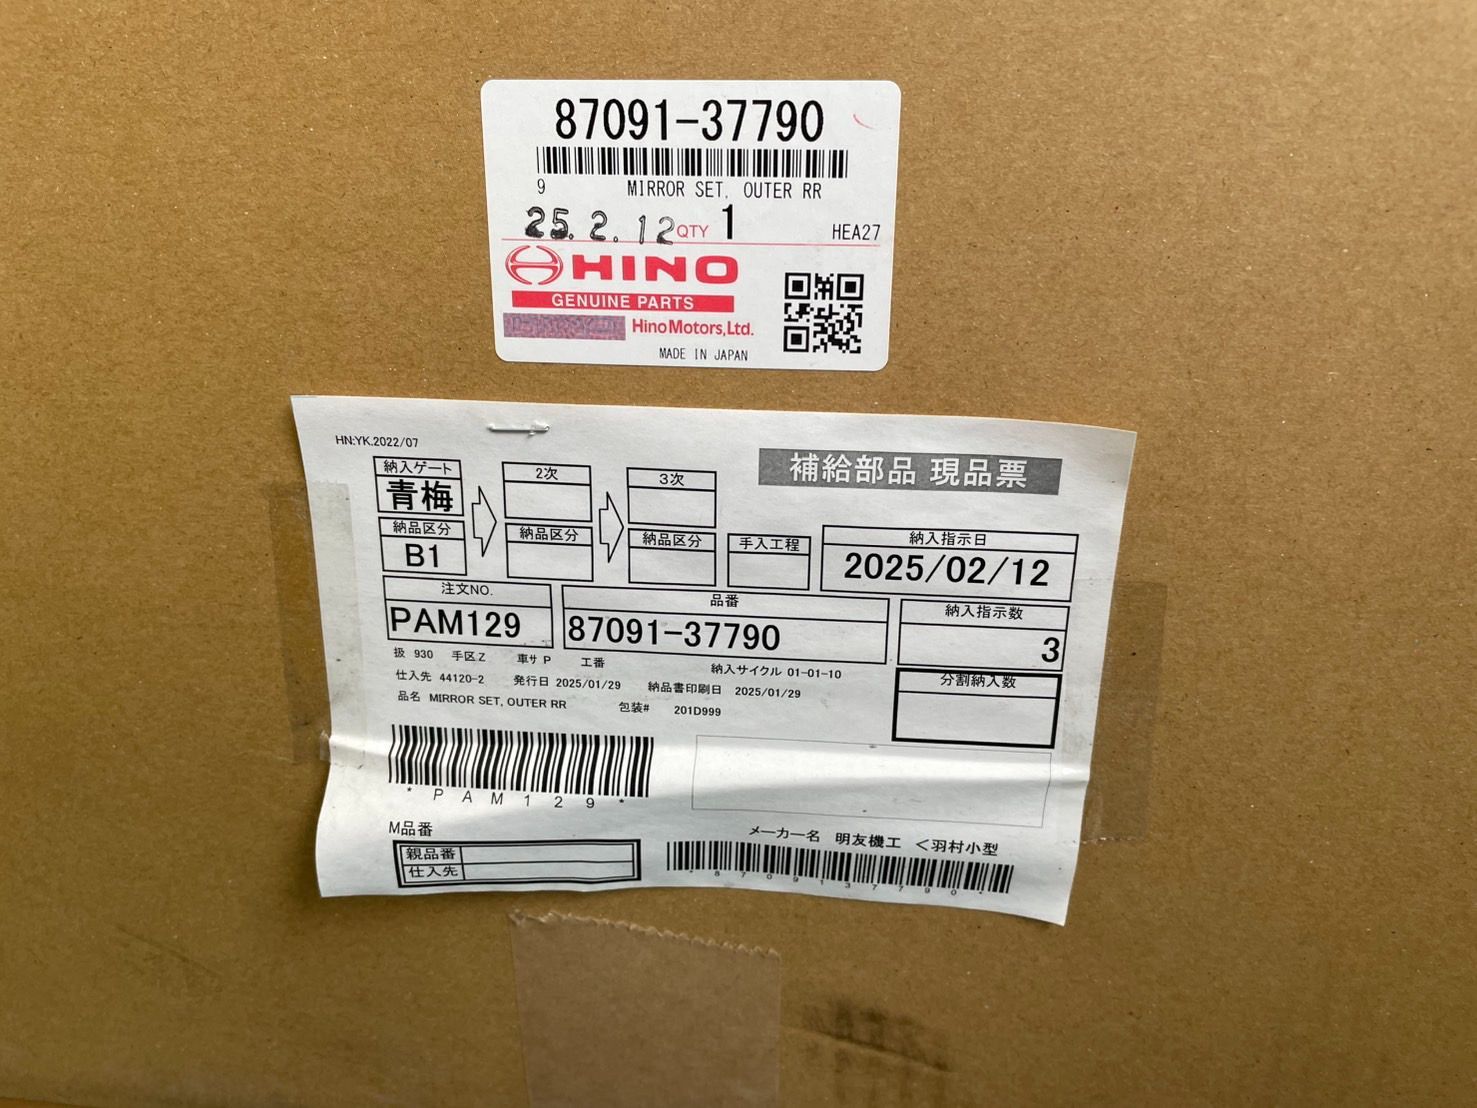 87091-37790
9 MIRROR SET, OUTER RR
25.2.12 QTY 1 HEA27
HINO
GENUINE PARTS
Hino Motors, Ltd.
MADE IN JAPAN
HN:YK.2022/07
補給部品 現品票
納入ゲート 2次 3次
青梅
納品区分 納品区分 納品区分 手入工程 納入指示日
B1 2025/02/12
注文NO. 品番 納入指示数
PAM129 87091-37790 3
扱 930 手区 Z 車サ P 工番 納入サイクル 01-01-10
分割納入数
仕入先 44120-2 発行日 2025/01/29 納品書印刷日 2025/01/29
品名 MIRROR SET, OUTER RR 包装# 201D999
*PAM129*
M品番
親品番
仕入先
メーカー名 明友機工 <羽村小型
*8709137790*